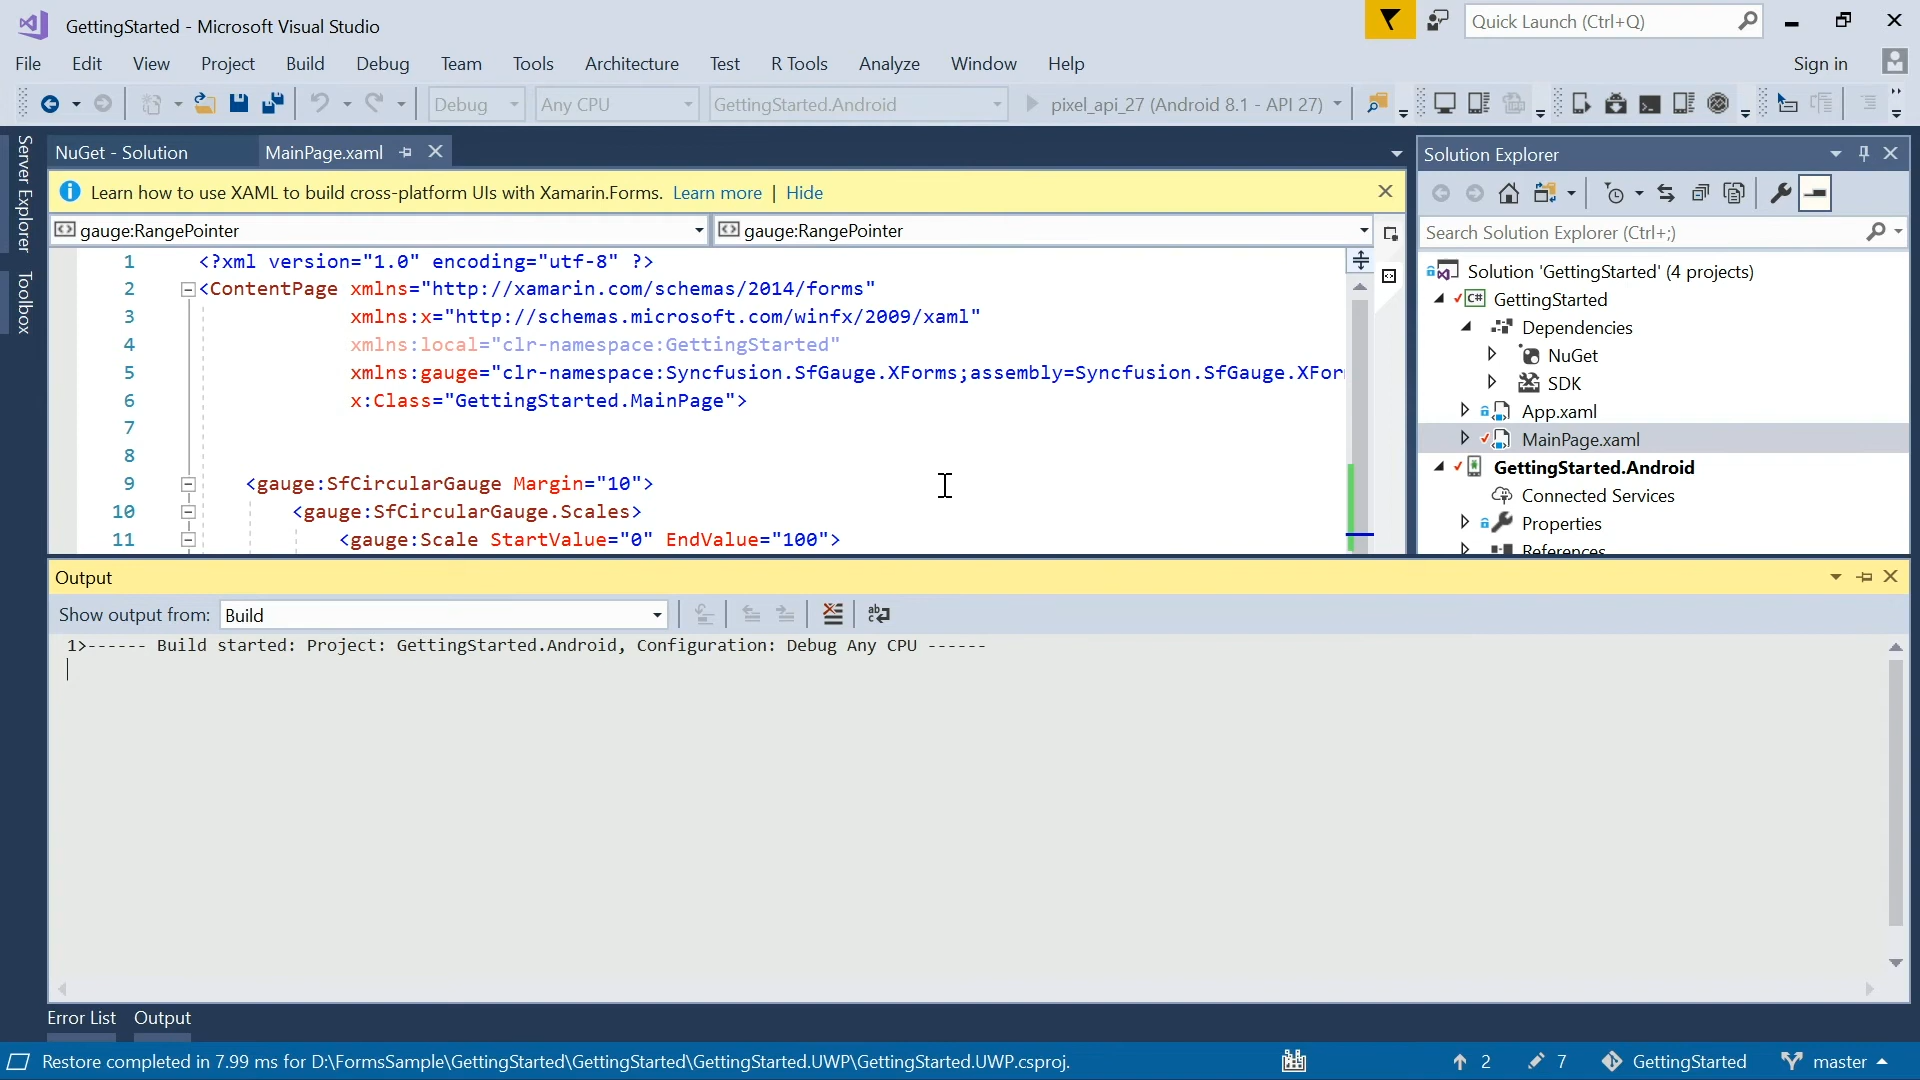 GettingStarted - Microsoft Visual Studio
Quick Launch (Ctrl+Q)
File Edit View Project Build Debug Team Tools Architecture Test R Tools Analyze Window Help
Sign in
Debug Any CPU GettingStarted.Android pixel_api_27 (Android 8.1 - API 27)
Server Explorer
Toolbox
NuGet - Solution MainPage.xaml
Learn how to use XAML to build cross-platform UIs with Xamarin.Forms. Learn more | Hide
gauge:RangePointer gauge:RangePointer
1 <?xml version="1.0" encoding="utf-8" ?>
2 <ContentPage xmlns="http://xamarin.com/schemas/2014/forms"
3 xmlns:x="http://schemas.microsoft.com/winfx/2009/xaml"
4 xmlns:local="clr-namespace:GettingStarted"
5 xmlns:gauge="clr-namespace:Syncfusion.SfGauge.XForms;assembly=Syncfusion.SfGauge.XFor
6 x:Class="GettingStarted.MainPage">
7
8
9 <gauge:SfCircularGauge Margin="10">
10 <gauge:SfCircularGauge.Scales>
11 <gauge:Scale StartValue="0" EndValue="100">
Solution Explorer
Search Solution Explorer (Ctrl+;)
Solution 'GettingStarted' (4 projects)
C# GettingStarted
Dependencies
NuGet
SDK
App.xaml
MainPage.xaml
GettingStarted.Android
Connected Services
Properties
References
Output
Show output from: Build
1>------ Build started: Project: GettingStarted.Android, Configuration: Debug Any CPU ------
Error List Output
Restore completed in 7.99 ms for D:\FormsSample\GettingStarted\GettingStarted\GettingStarted.UWP\GettingStarted.UWP.csproj.
2 7 GettingStarted master